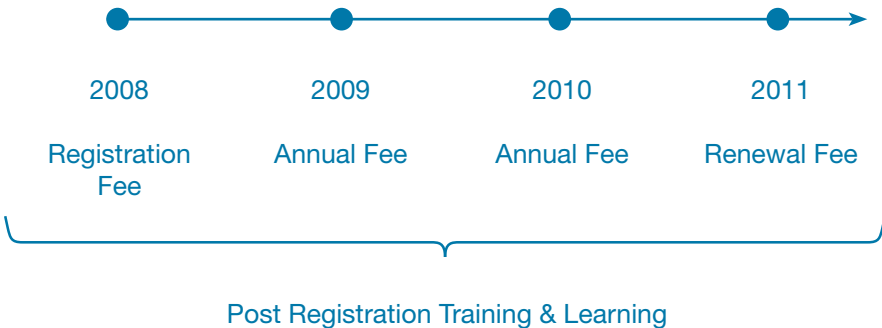 2008 2009 2010 2011
Registration Fee Annual Fee Annual Fee Renewal Fee
Post Registration Training & Learning